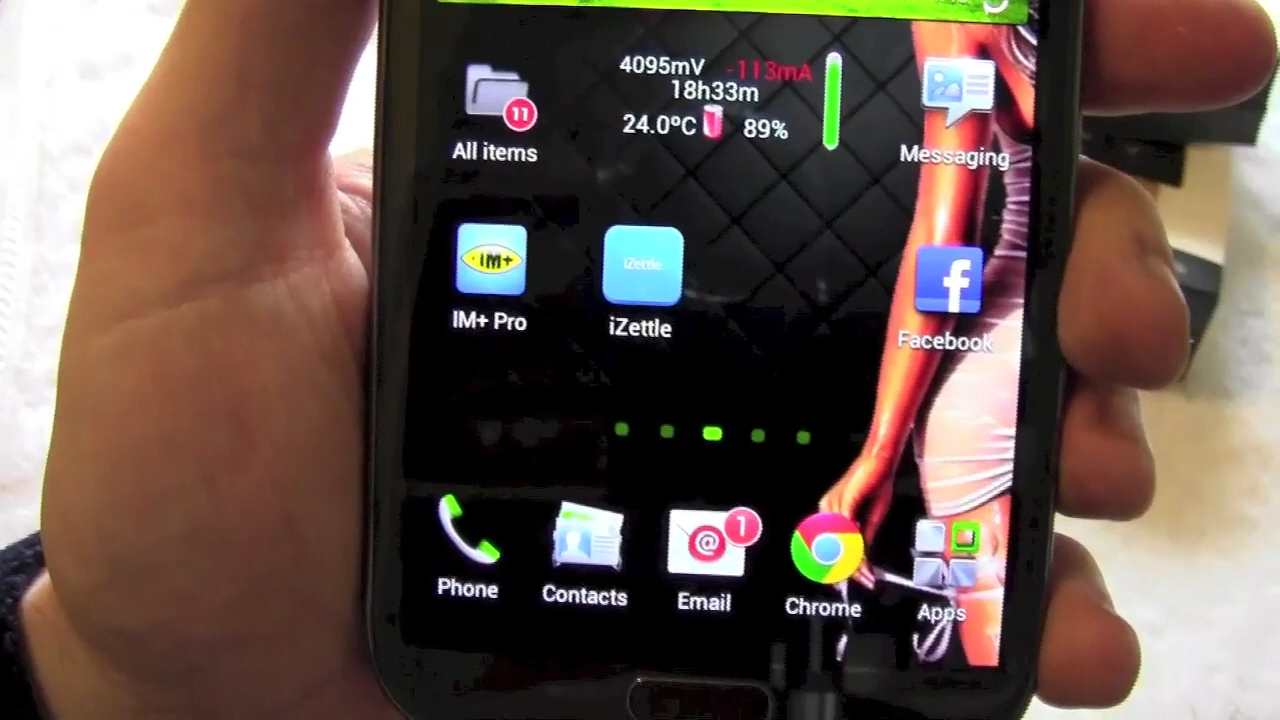 4095mV -113mA
18h33m
24.0ºC 89%
11
All items
Messaging
IM+
iZettle
f
IM+ Pro
iZettle
Facebook
@ 1
Phone
Contacts
Email
Chrome
Apps